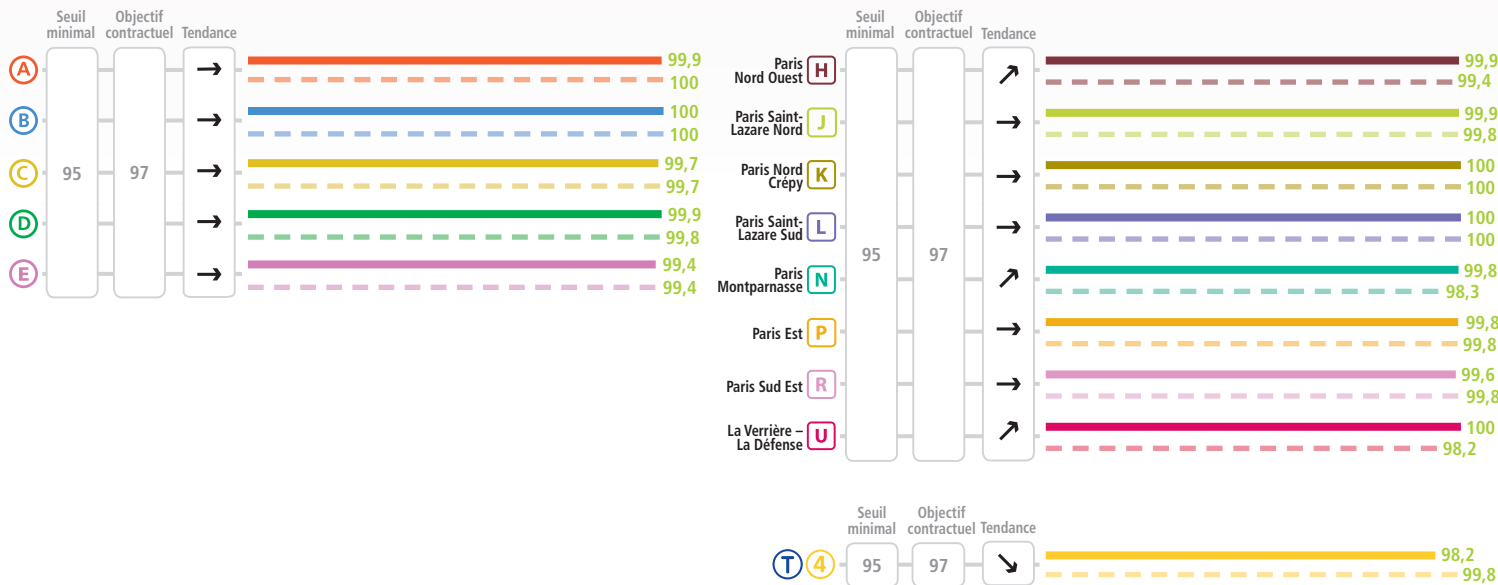 Seuil
minimal
Objectif
contractuel
Tendance
A
99,9
100
B
100
100
C
95
97
99,7
99,7
D
99,9
99,8
E
99,4
99,4
Seuil
minimal
Objectif
contractuel
Tendance
Paris
Nord Ouest
H
99,9
99,4
Paris Saint-
Lazare Nord
J
99,9
99,8
Paris Nord
Crépy
K
100
100
Paris Saint-
Lazare Sud
L
100
100
95
97
Paris
Montparnasse
N
99,8
98,3
Paris Est
P
99,8
99,8
Paris Sud Est
R
99,6
99,8
La Verrière –
La Défense
U
100
98,2
Seuil
minimal
Objectif
contractuel
Tendance
T 4
95
97
98,2
99,8